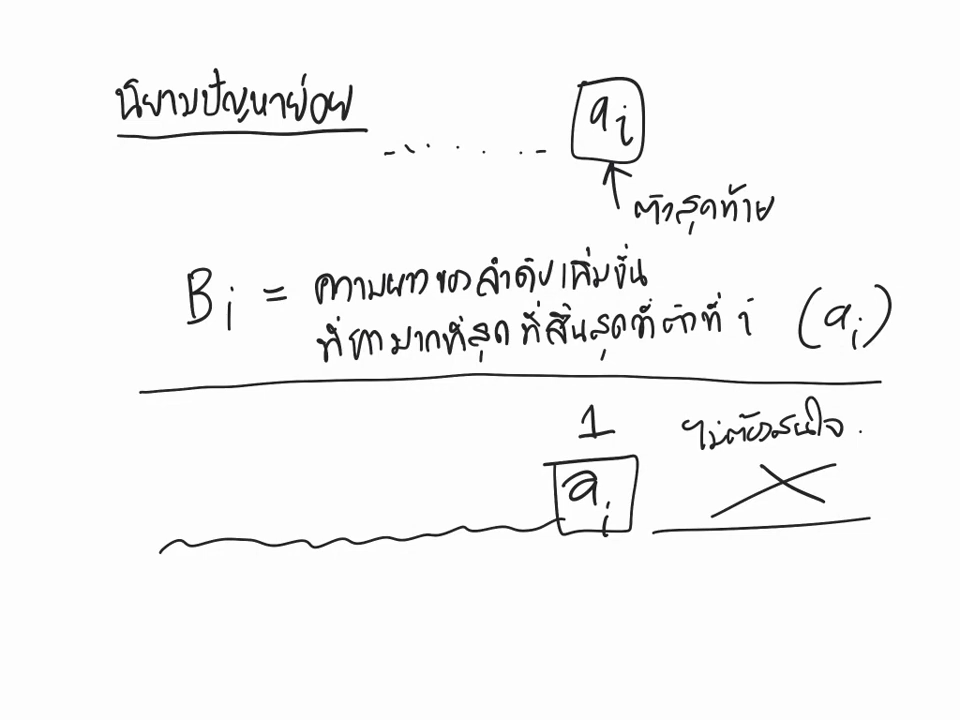 นิยามปัญหาย่อย
a_i
ตัวสุดท้าย
B_i = ความยาวของลำดับเพิ่มขึ้น
ที่ยาวมากที่สุด ที่สิ้นสุดที่ตัวที่ i (a_i)
1 ไม่ต้องสนใจ.
a_i